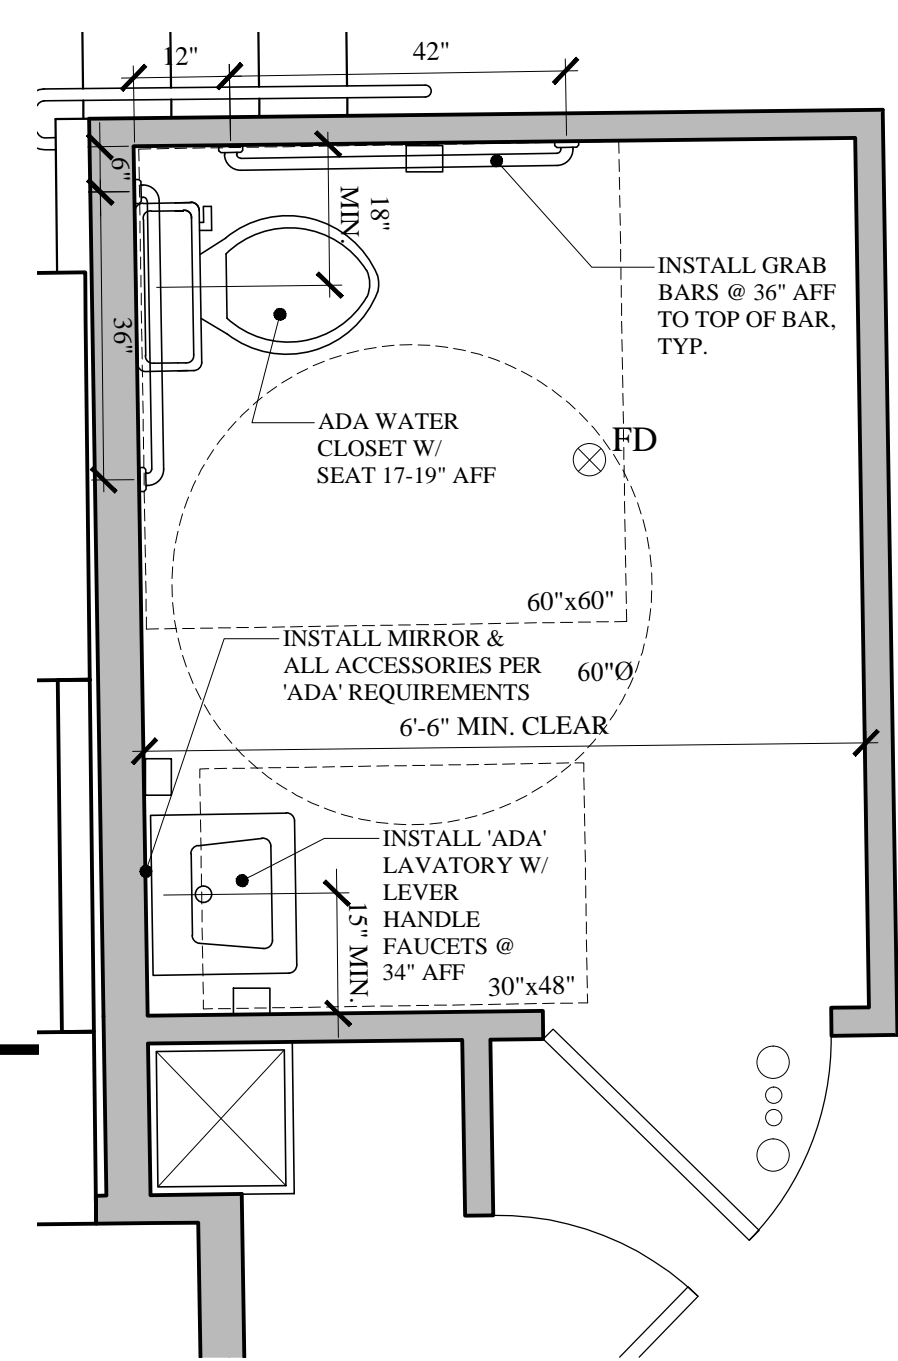 12"
42"
6"
18"
MIN.
36"
INSTALL GRAB
BARS @ 36" AFF
TO TOP OF BAR,
TYP.
ADA WATER
CLOSET W/
SEAT 17-19" AFF
FD
60"x60"
INSTALL MIRROR &
ALL ACCESSORIES PER
'ADA' REQUIREMENTS
60"Ø
6'-6" MIN. CLEAR
INSTALL 'ADA'
LAVATORY W/
LEVER
HANDLE
FAUCETS @
34" AFF
15" MIN.
30"x48"